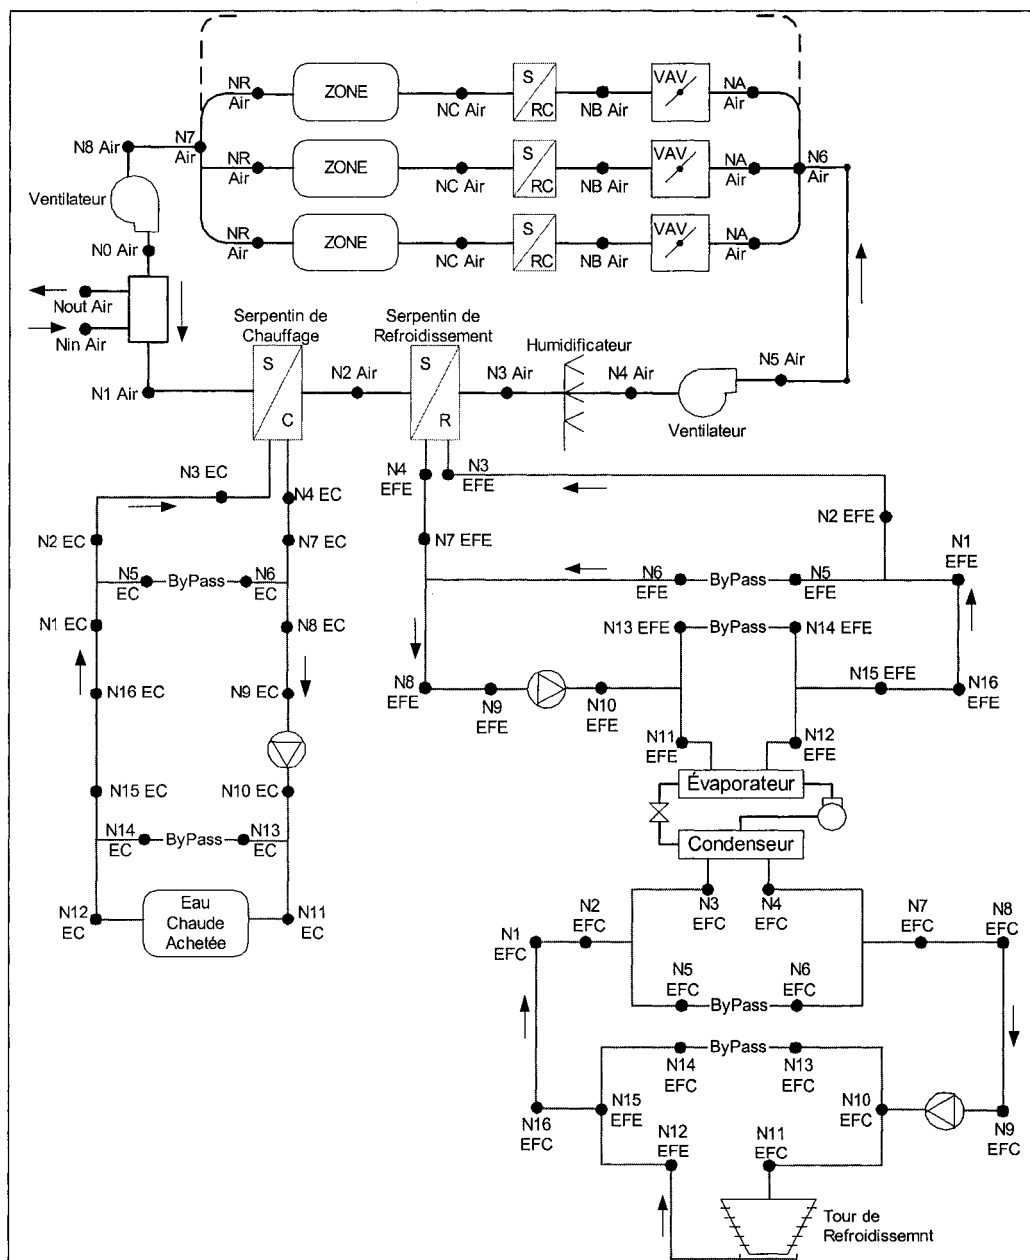 NR
Air
ZONE
NC Air
S
RC
NB Air
VAV
NA
Air
N8 Air
N7
Air
NR
Air
ZONE
NC Air
S
RC
NB Air
VAV
NA
Air
N6
Air
Ventilateur
NR
Air
ZONE
NC Air
S
RC
NB Air
VAV
NA
Air
N0 Air
Nout Air
Nin Air
N1 Air
Serpentin de
Chauffage
S
C
N2 Air
Serpentin de
Refroidissement
S
R
N3 Air
Humidificateur
N4 Air
N5 Air
Ventilateur
N3 EC
N4 EC
N2 EC
N7 EC
N5
EC
ByPass
N6
EC
N1 EC
N8 EC
N16 EC
N9 EC
N15 EC
N10 EC
N14
EC
ByPass
N13
EC
N12
EC
Eau
Chaude
Achetée
N11
EC
N4
EFE
N3
EFE
N2 EFE
N7 EFE
N1
EFE
N6
EFE
ByPass
N5
EFE
N13 EFE
ByPass
N14 EFE
N15 EFE
N16
EFE
N8
EFE
N9
EFE
N10
EFE
N11
EFE
N12
EFE
Évaporateur
Condenseur
N3
EFC
N4
EFC
N2
EFC
N1
EFC
N7
EFC
N8
EFC
N5
EFC
ByPass
N6
EFC
N14
EFC
ByPass
N13
EFC
N16
EFC
N15
EFE
N10
EFC
N9
EFC
N12
EFE
N11
EFC
Tour de
Refroidissemnt